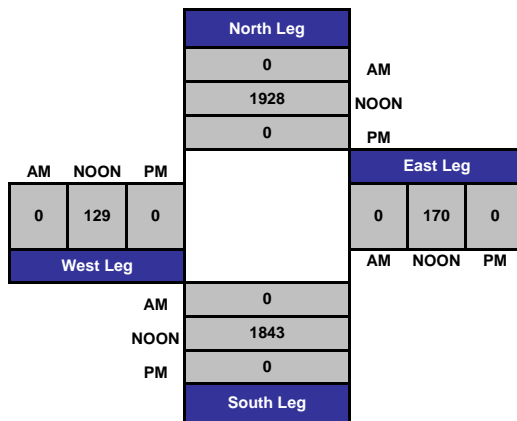 North Leg
0 AM
1928 NOON
0 PM
East Leg
AM NOON PM
0 129 0
0 170 0
West Leg
AM NOON PM
AM 0
NOON 1843
PM 0
South Leg